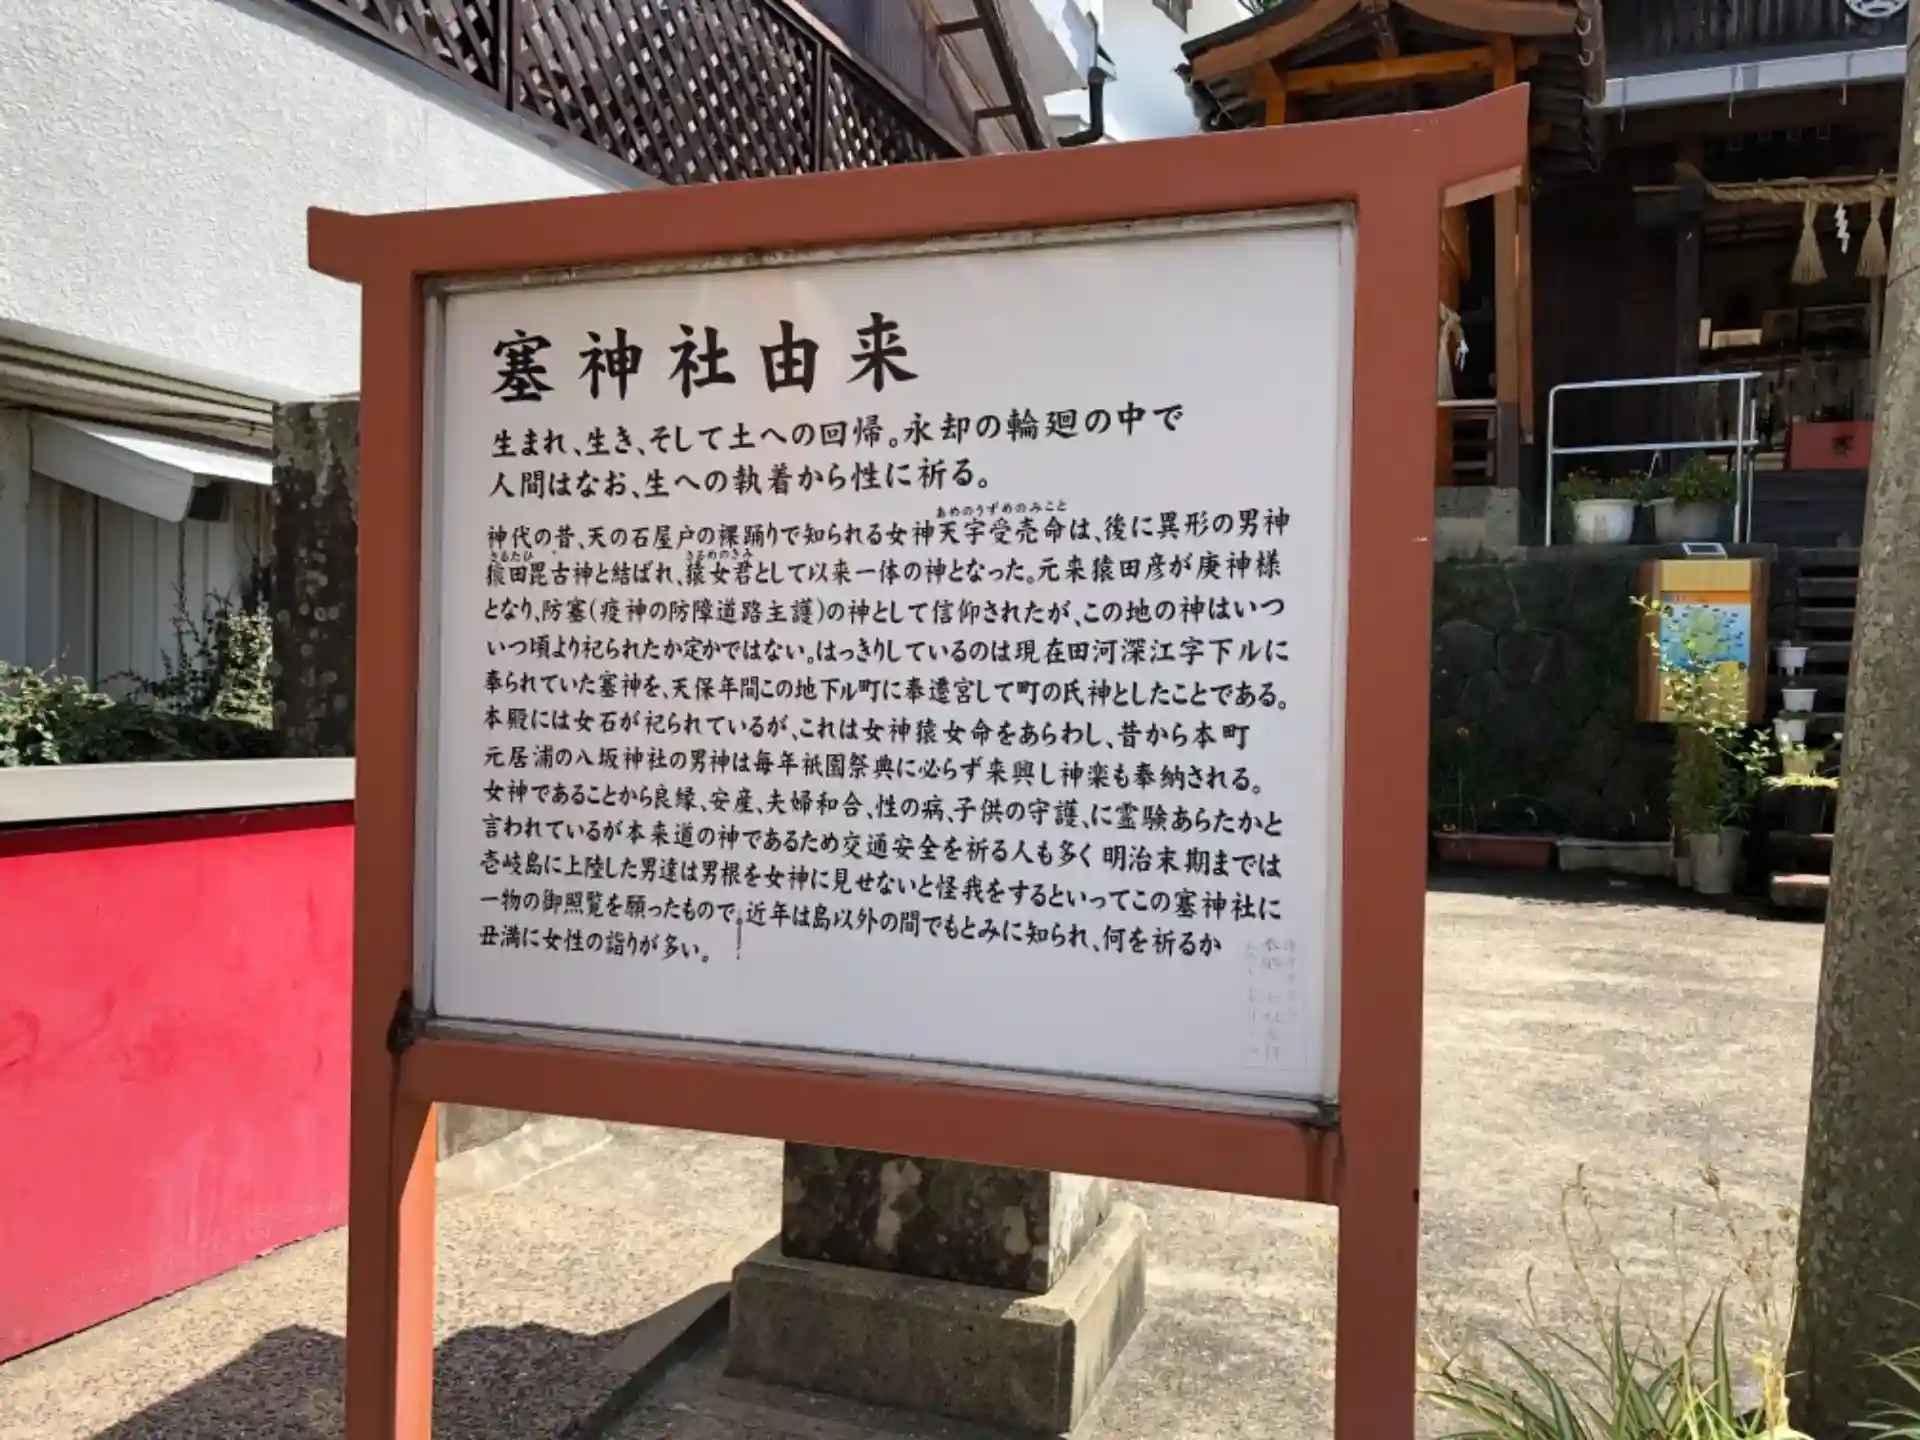 塞神社由来
生まれ、生き、そして土への回帰。永却の輪廻の中で
人間はなお、生への執着から性に祈る。
あめのうずめのみこと
神代の昔、天の石屋戸の裸踊りで知られる女神天宇受売命は、後に異形の男神
さるたひ さるめのきみ
猿田毘古神と結ばれ、猿女君として以来一体の神となった。元来猿田彦が庚神様
となり、防塞(疫神の防障道路主護)の神として信仰されたが、この地の神はいつ
いつ頃より祀られたか定かではない。はっきりしているのは現在田河深江字下ルに
奉られていた塞神を、天保年間この地下ル町に奉遷宮して町の氏神としたことである。
本殿には女石が祀られているが、これは女神猿女命をあらわし、昔から本町
元居浦の八坂神社の男神は毎年祇園祭典に必らず来興し神楽も奉納される。
女神であることから良縁、安産、夫婦和合、性の病、子供の守護、に霊験あらたかと
言われているが本来道の神であるため交通安全を祈る人も多く明治末期までは
壱岐島に上陸した男達は男根を女神に見せないと怪我をするといってこの塞神社に
一物の御照覧を願ったもので。近年は島以外の間でもとみに知られ、何を祈るか
丑満に女性の詣りが多い。